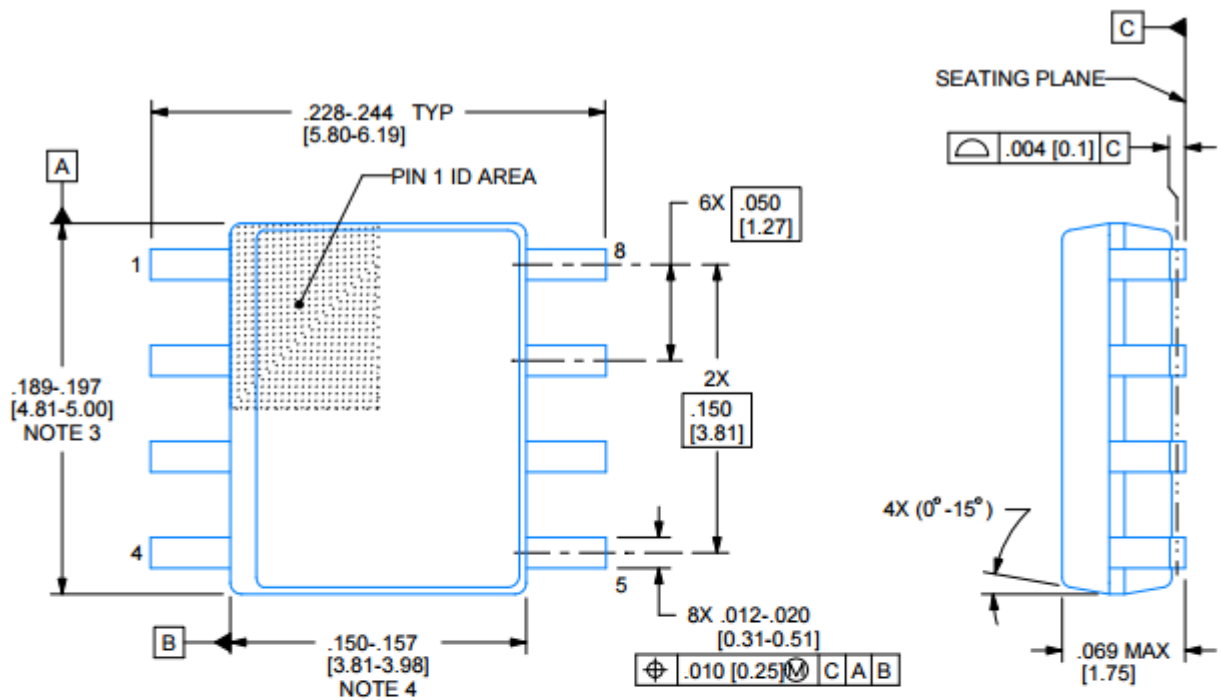 C
SEATING PLANE
.004 [0.1] C
.228-.244 TYP
[5.80-6.19]
A
PIN 1 ID AREA
6X .050
[1.27]
1
8
2X
.150
[3.81]
.189-.197
[4.81-5.00]
NOTE 3
4X (0°-15°)
4
5
8X .012-.020
[0.31-0.51]
.010 [0.25] Ⓜ C A B
B
.150-.157
[3.81-3.98]
NOTE 4
.069 MAX
[1.75]